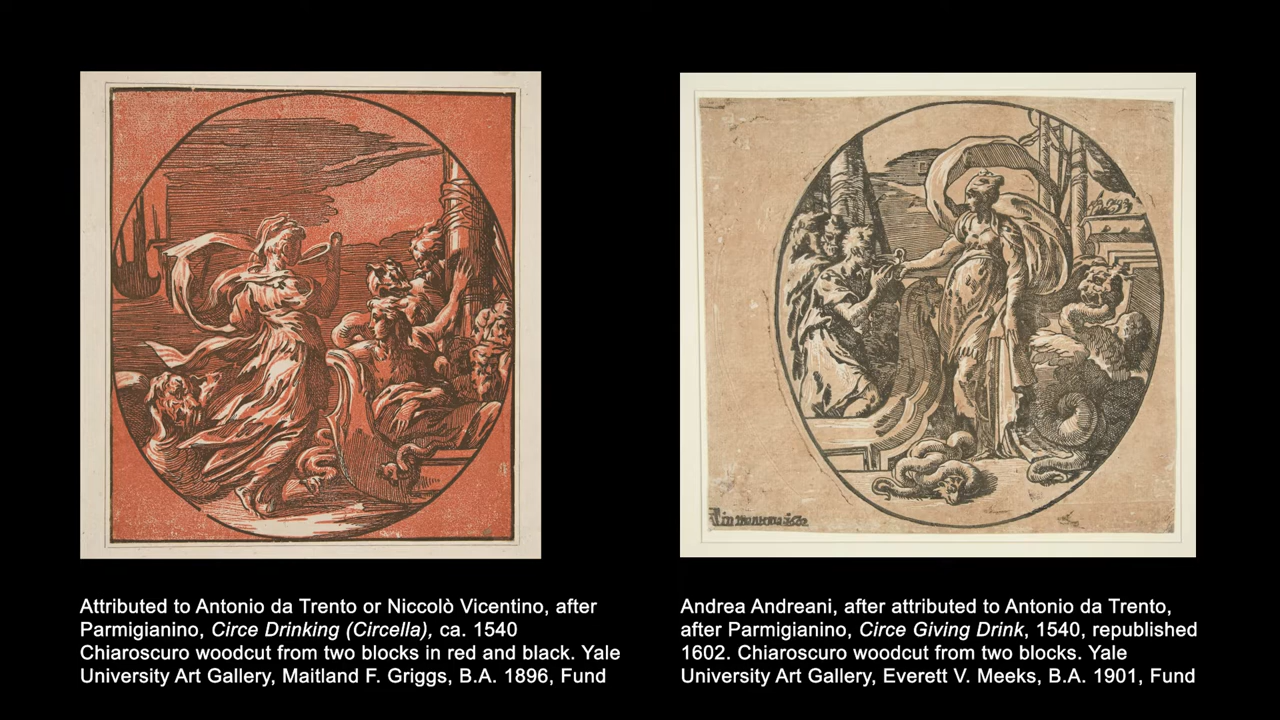 Attributed to Antonio da Trento or Niccolò Vicentino, after
Parmigianino, Circe Drinking (Circella), ca. 1540
Chiaroscuro woodcut from two blocks in red and black. Yale
University Art Gallery, Maitland F. Griggs, B.A. 1896, Fund
Andrea Andreani, after attributed to Antonio da Trento,
after Parmigianino, Circe Giving Drink, 1540, republished
1602. Chiaroscuro woodcut from two blocks. Yale
University Art Gallery, Everett V. Meeks, B.A. 1901, Fund